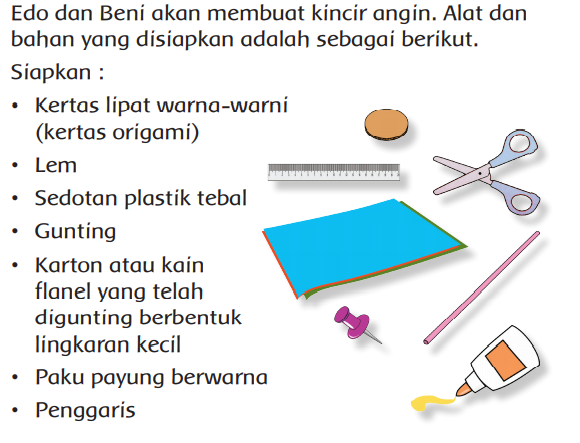 Edo dan Beni akan membuat kincir angin. Alat dan
bahan yang disiapkan adalah sebagai berikut.
Siapkan :
• Kertas lipat warna-warni
(kertas origami)
• Lem
• Sedotan plastik tebal
• Gunting
• Karton atau kain
flanel yang telah
digunting berbentuk
lingkaran kecil
• Paku payung berwarna
• Penggaris